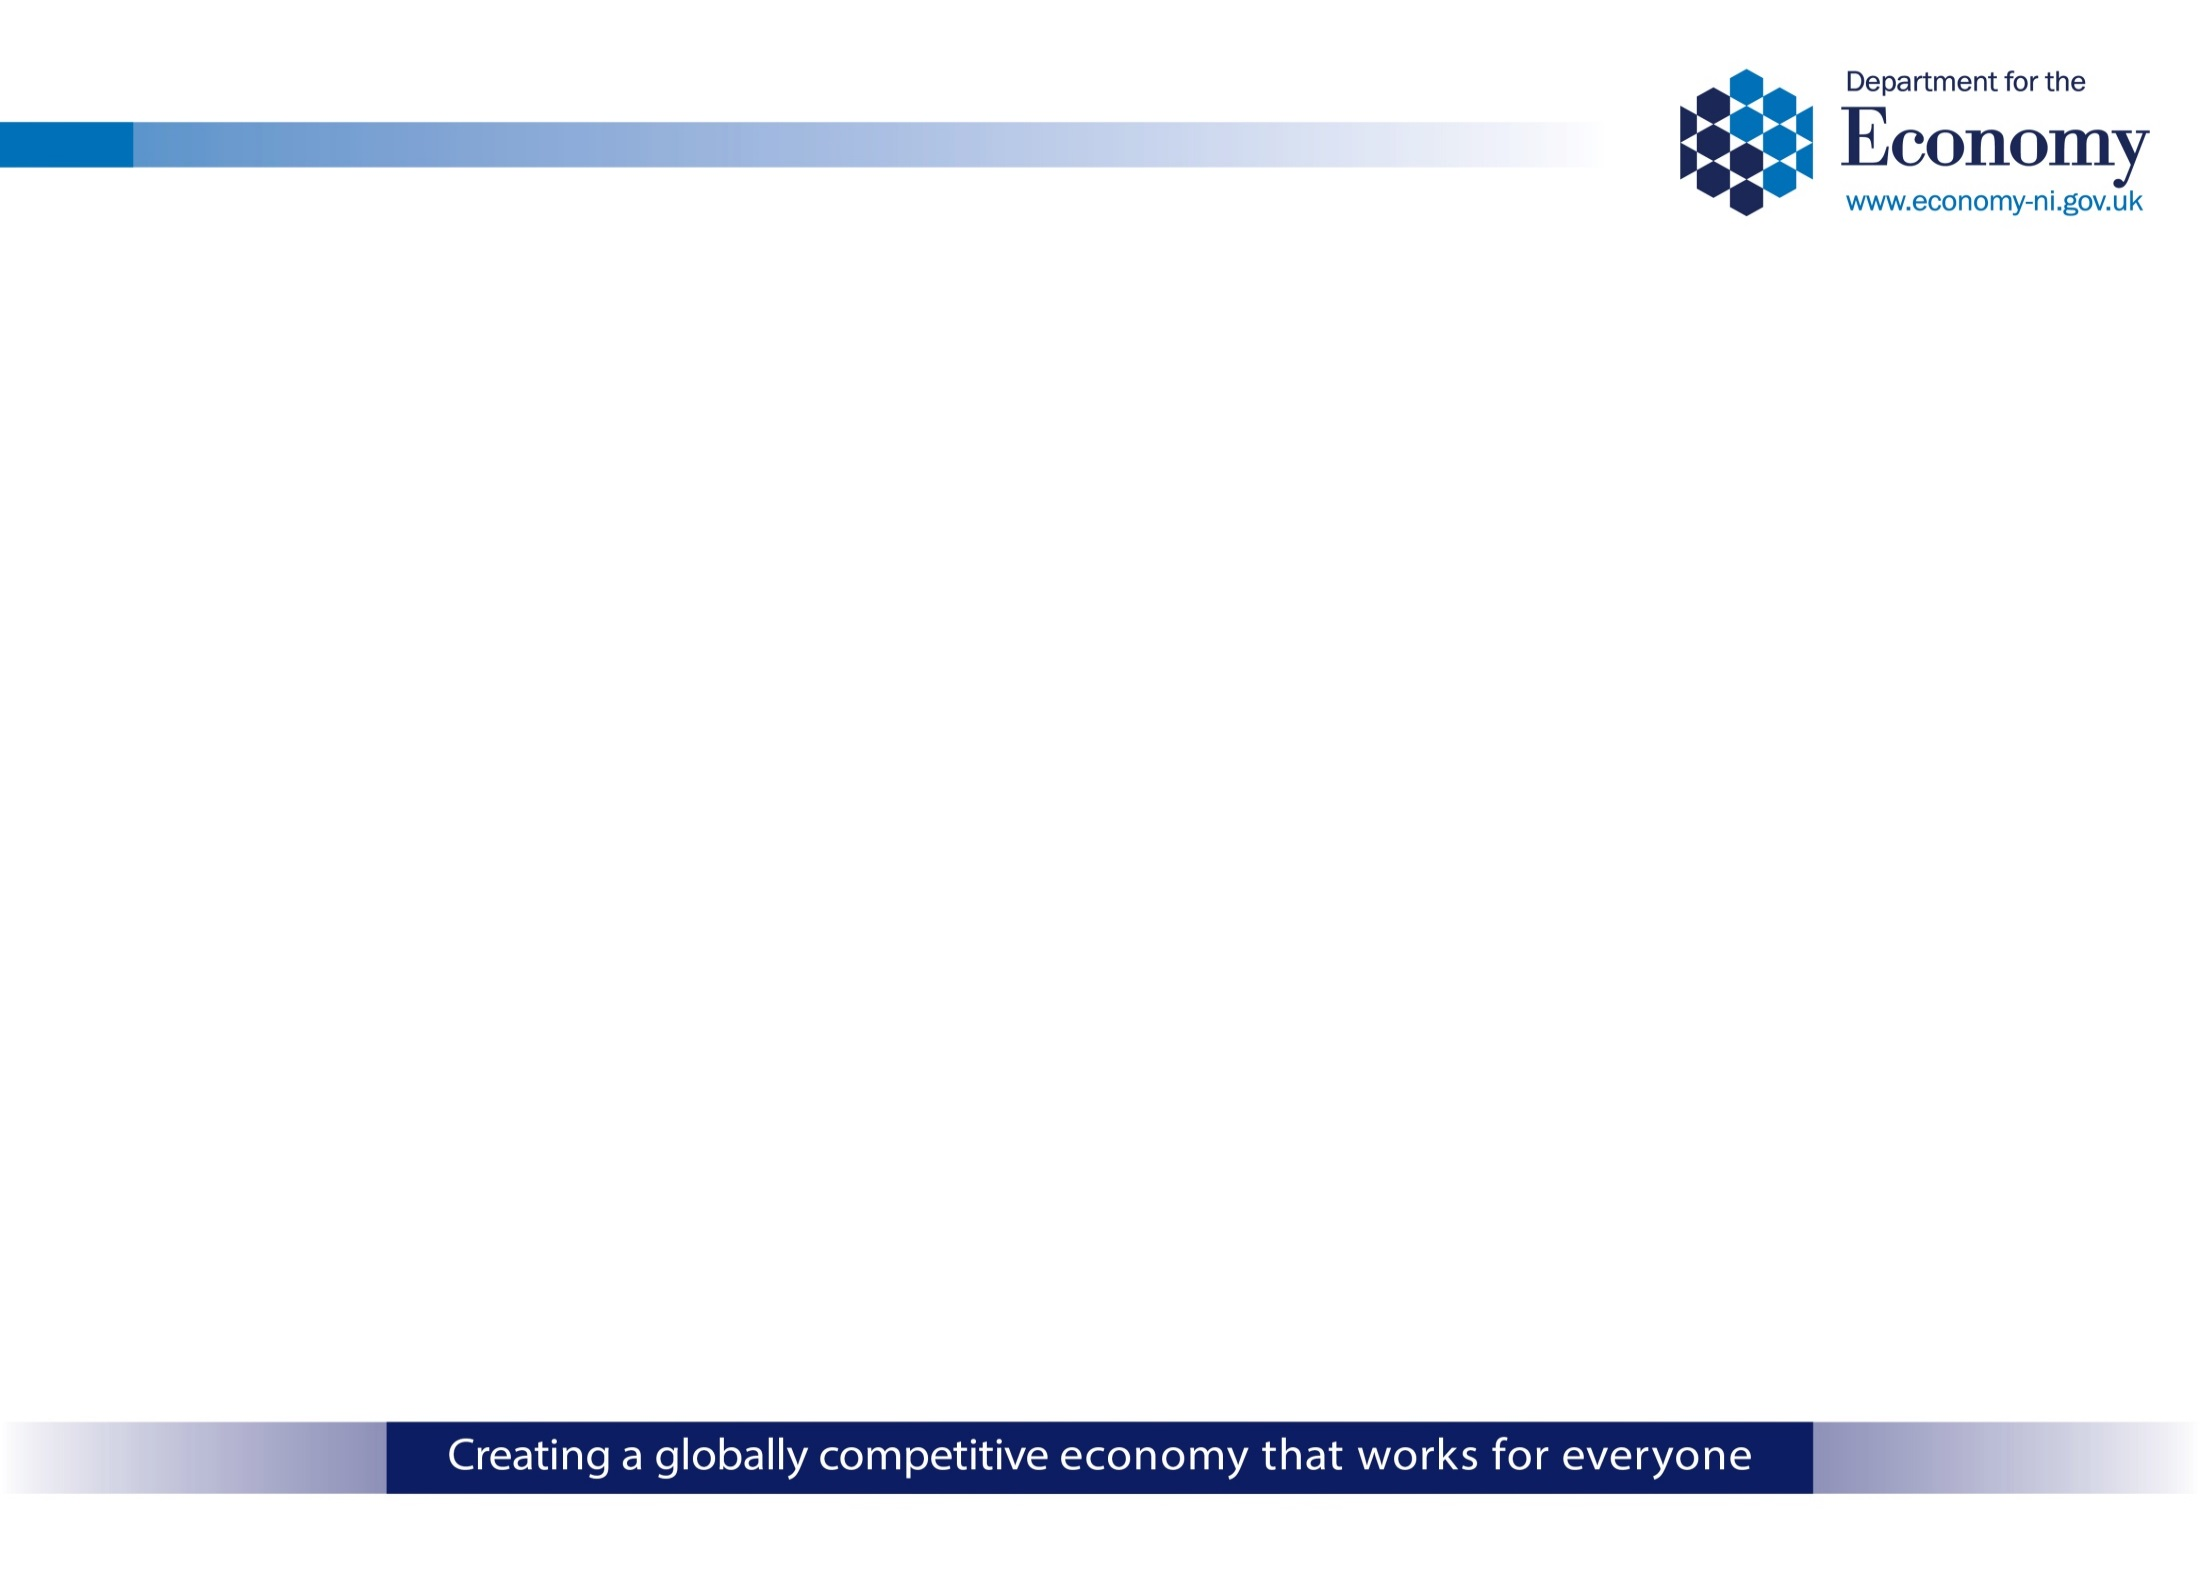 Department for the
Economy
www.economy-ni.gov.uk
Creating a globally competitive economy that works for everyone